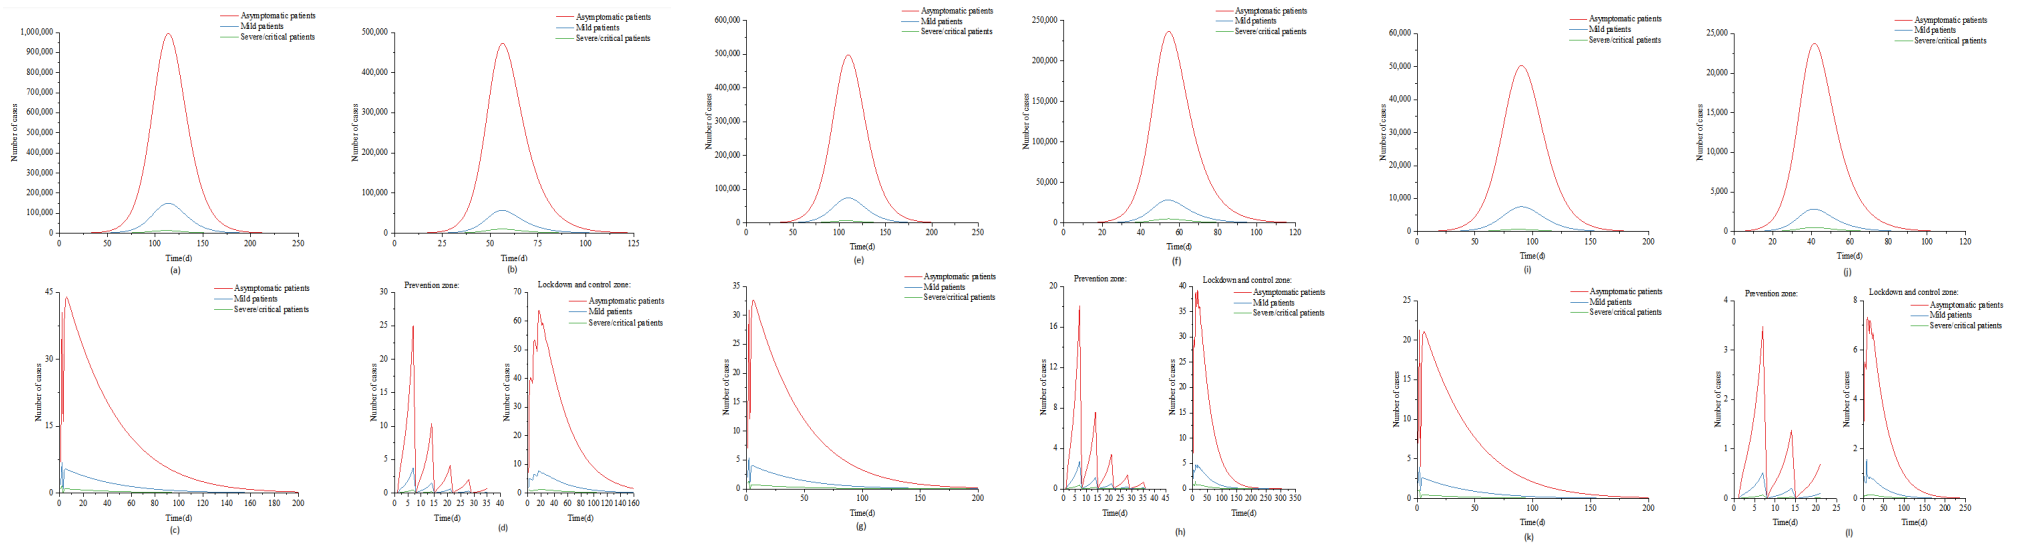 Asymptomatic patients
Mild patients
Severe/critical patients
1,000,000
900,000
800,000
700,000
600,000
500,000
400,000
300,000
200,000
100,000
0
Number of cases
0 50 100 150 200 250
Time(d)
(a)
Asymptomatic patients
Mild patients
Severe/critical patients
500,000
400,000
300,000
200,000
100,000
0
Number of cases
0 25 50 75 100 125
Time(d)
(b)
Asymptomatic patients
Mild patients
Severe/critical patients
600,000
500,000
400,000
300,000
200,000
100,000
0
Number of cases
0 50 100 150 200 250
Time(d)
(e)
Asymptomatic patients
Mild patients
Severe/critical patients
250,000
200,000
150,000
100,000
50,000
0
Number of cases
0 20 40 60 80 100 120
Time(d)
(f)
Asymptomatic patients
Mild patients
Severe/critical patients
60,000
50,000
40,000
30,000
20,000
10,000
0
Number of cases
0 50 100 150 200
Time(d)
(i)
Asymptomatic patients
Mild patients
Severe/critical patients
25,000
20,000
15,000
10,000
5,000
0
Number of cases
0 20 40 60 80 100 120
Time(d)
(j)
Asymptomatic patients
Mild patients
Severe/critical patients
45
30
15
0
Number of cases
0 20 40 60 80 100 120 140 160 180 200
Time(d)
(c)
Prevention zone:
30
25
20
15
10
5
0
Number of cases
0 5 10 15 20 25 30 35 40
Time(d)
Lockdown and control zone:
Asymptomatic patients
Mild patients
Severe/critical patients
70
60
50
40
30
20
10
0
Number of cases
0 20 40 60 80 100 120 140 160
Time(d)
(d)
Asymptomatic patients
Mild patients
Severe/critical patients
35
30
25
20
15
10
5
0
Number of cases
0 50 100 150 200
Time(d)
(g)
Prevention zone:
20
16
12
8
4
0
Number of cases
0 5 10 15 20 25 30 35 40 45
Time(d)
Lockdown and control zone:
Asymptomatic patients
Mild patients
Severe/critical patients
40
35
30
25
20
15
10
5
0
Number of cases
0 50 100 150 200 250 300 350
Time(d)
(h)
Asymptomatic patients
Mild patients
Severe/critical patients
25
20
15
10
5
0
Number of cases
0 50 100 150 200
Time(d)
(k)
Prevention zone:
4
3
2
1
0
Number of cases
0 5 10 15 20 25
Time(d)
Lockdown and control zone:
Asymptomatic patients
Mild patients
Severe/critical patients
8
6
4
2
0
Number of cases
0 50 100 150 200 250
Time(d)
(l)